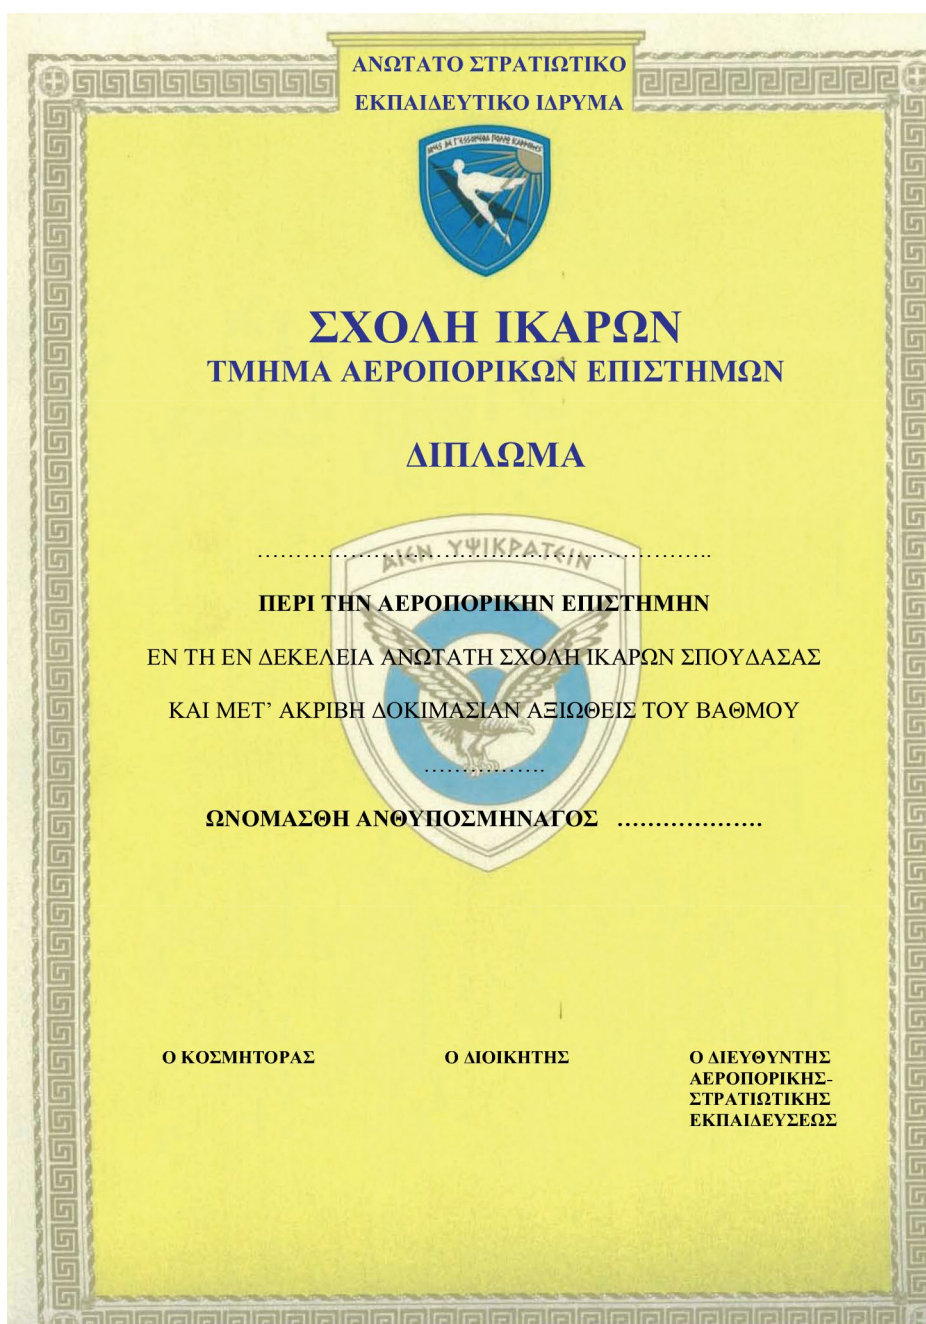 ΑΝΩΤΑΤΟ ΣΤΡΑΤΙΩΤΙΚΟ
ΕΚΠΑΙΔΕΥΤΙΚΟ ΙΔΡΥΜΑ
ΣΧΟΛΗ ΙΚΑΡΩΝ
ΤΜΗΜΑ ΑΕΡΟΠΟΡΙΚΩΝ ΕΠΙΣΤΗΜΩΝ
ΔΙΠΛΩΜΑ
……………………………………………………….
ΑΙΕΝ ΥΨΙΚΡΑΤΕΙΝ
ΠΕΡΙ ΤΗΝ ΑΕΡΟΠΟΡΙΚΗΝ ΕΠΙΣΤΗΜΗΝ
ΕΝ ΤΗ ΕΝ ΔΕΚΕΛΕΙΑ ΑΝΩΤΑΤΗ ΣΧΟΛΗ ΙΚΑΡΩΝ ΣΠΟΥΔΑΣΑΣ
ΚΑΙ ΜΕΤ’ ΑΚΡΙΒΗ ΔΟΚΙΜΑΣΙΑΝ ΑΞΙΩΘΕΙΣ ΤΟΥ ΒΑΘΜΟΥ
…………….
ΩΝΟΜΑΣΘΗ ΑΝΘΥΠΟΣΜΗΝΑΓΟΣ ……………….
Ο ΚΟΣΜΗΤΟΡΑΣ
Ο ΔΙΟΙΚΗΤΗΣ
Ο ΔΙΕΥΘΥΝΤΗΣ
ΑΕΡΟΠΟΡΙΚΗΣ-
ΣΤΡΑΤΙΩΤΙΚΗΣ
ΕΚΠΑΙΔΕΥΣΕΩΣ